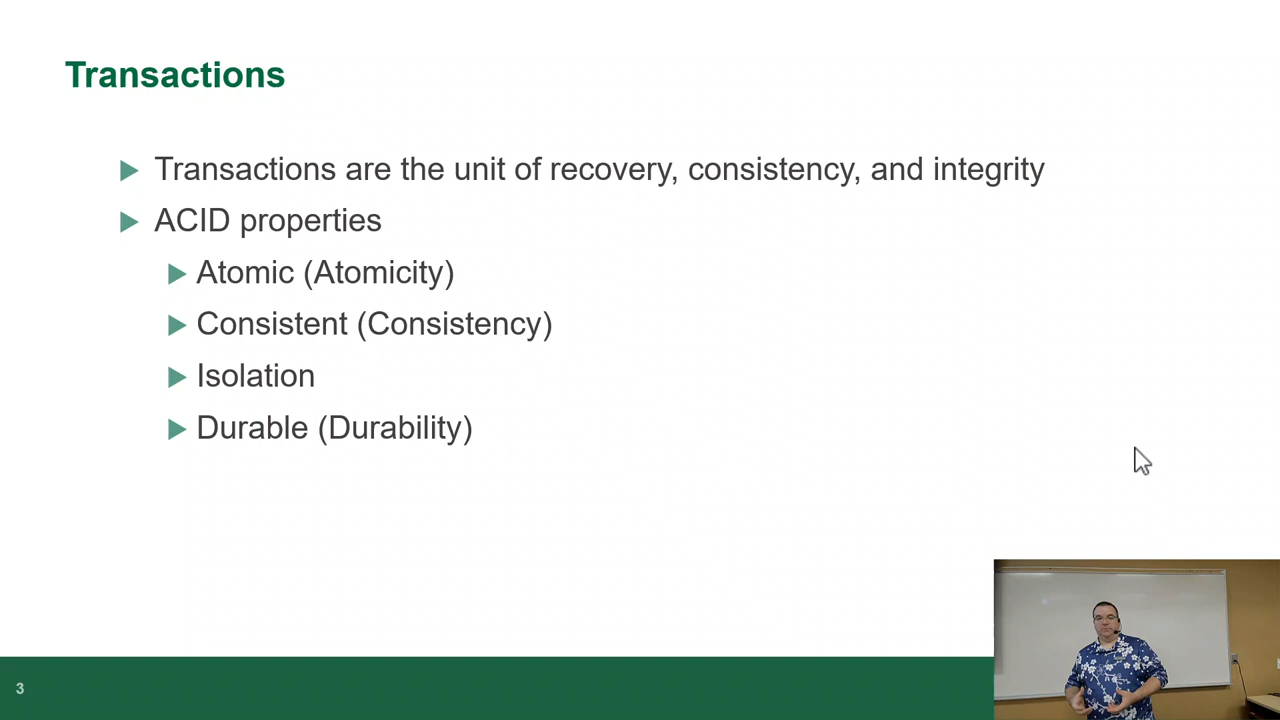 Transactions
Transactions are the unit of recovery, consistency, and integrity
ACID properties
Atomic (Atomicity)
Consistent (Consistency)
Isolation
Durable (Durability)
3